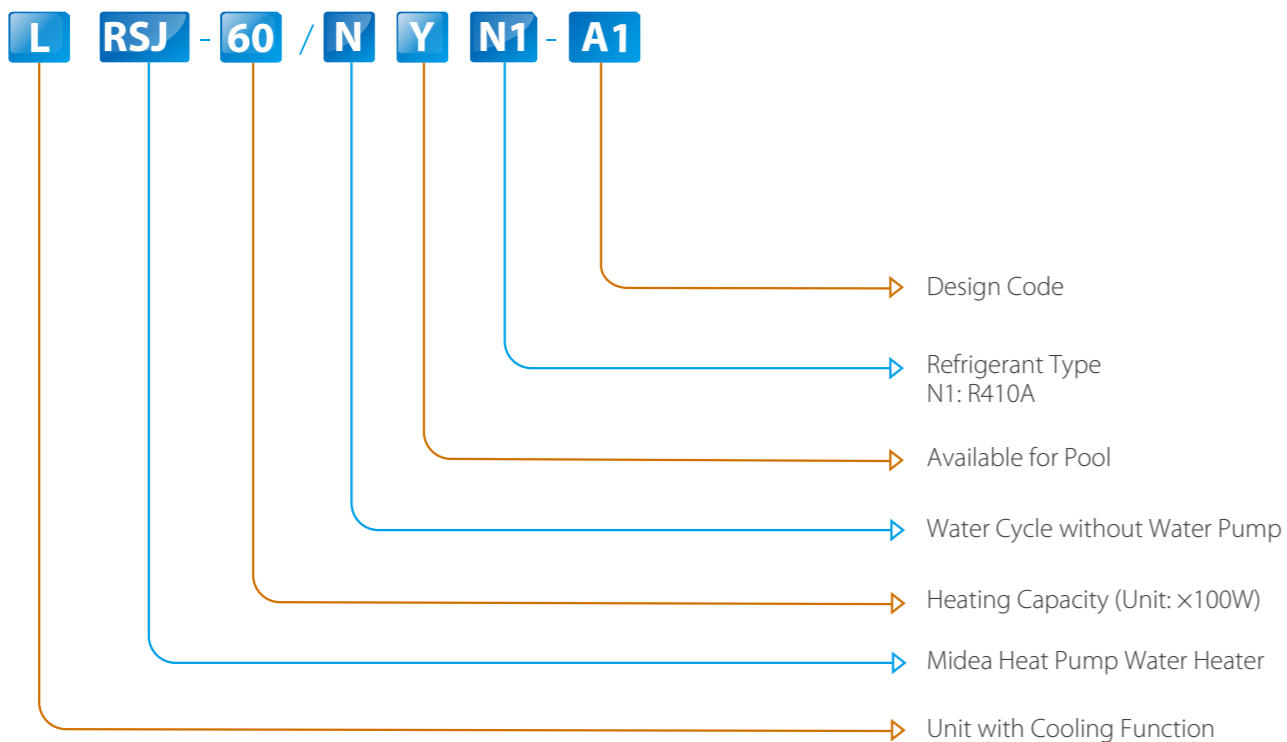 L RSJ - 60 / N Y N1 - A1
Design Code
Refrigerant Type
N1: R410A
Available for Pool
Water Cycle without Water Pump
Heating Capacity (Unit: ×100W)
Midea Heat Pump Water Heater
Unit with Cooling Function